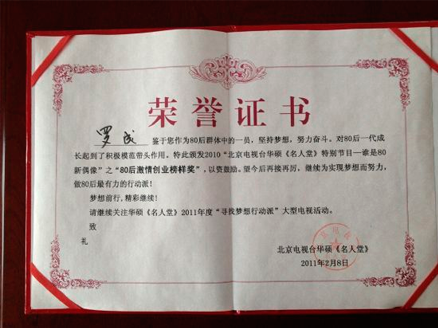 荣誉证书
罗成 鉴于您作为80后群体中的一员，坚持梦想，努力奋斗。对80后一代成
长起到了积极模范带头作用。特此颁发2010“北京电视台华硕《名人堂》特别节目—谁是80
新偶像”之“80后激情创业榜样奖”，以资鼓励。望今后再接再厉，继续为实现梦想而努力，
做80后最有力的行动派！
梦想前行，精彩继续！
请继续关注华硕《名人堂》2011年度“寻找梦想行动派”大型电视活动。
致
礼
北京电视台华硕《名人堂》
2011年2月8日